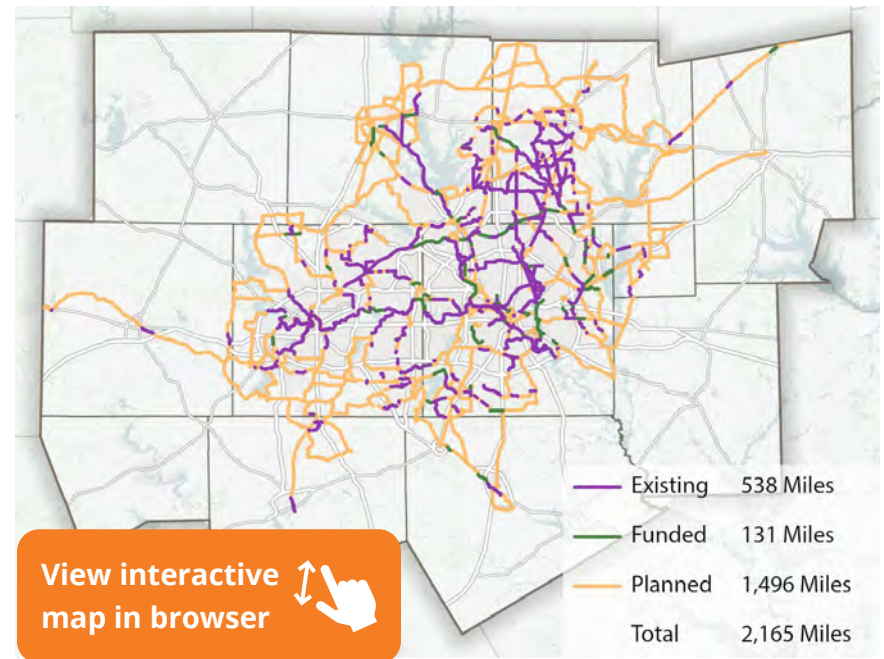 Existing 538 Miles
Funded 131 Miles
Planned 1,496 Miles
Total 2,165 Miles
View interactive
map in browser